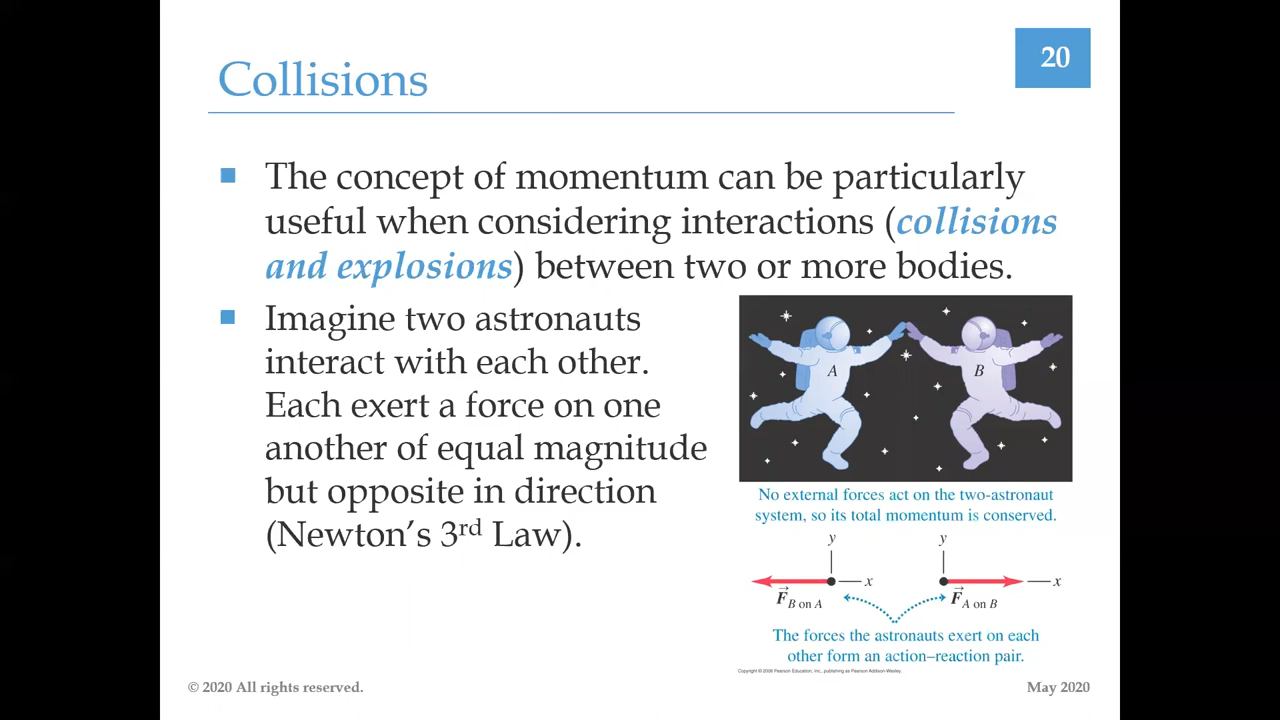 Collisions
20
The concept of momentum can be particularly
useful when considering interactions (collisions
and explosions) between two or more bodies.
Imagine two astronauts
interact with each other.
Each exert a force on one
another of equal magnitude
but opposite in direction
(Newton's 3rd Law).
A
B
No external forces act on the two-astronaut
system, so its total momentum is conserved.
y
y
x
x
F⃗ B on A
F⃗ A on B
The forces the astronauts exert on each
other form an action–reaction pair.
Copyright © 2008 Pearson Education, Inc., publishing as Pearson Addison-Wesley.
© 2020 All rights reserved.
May 2020